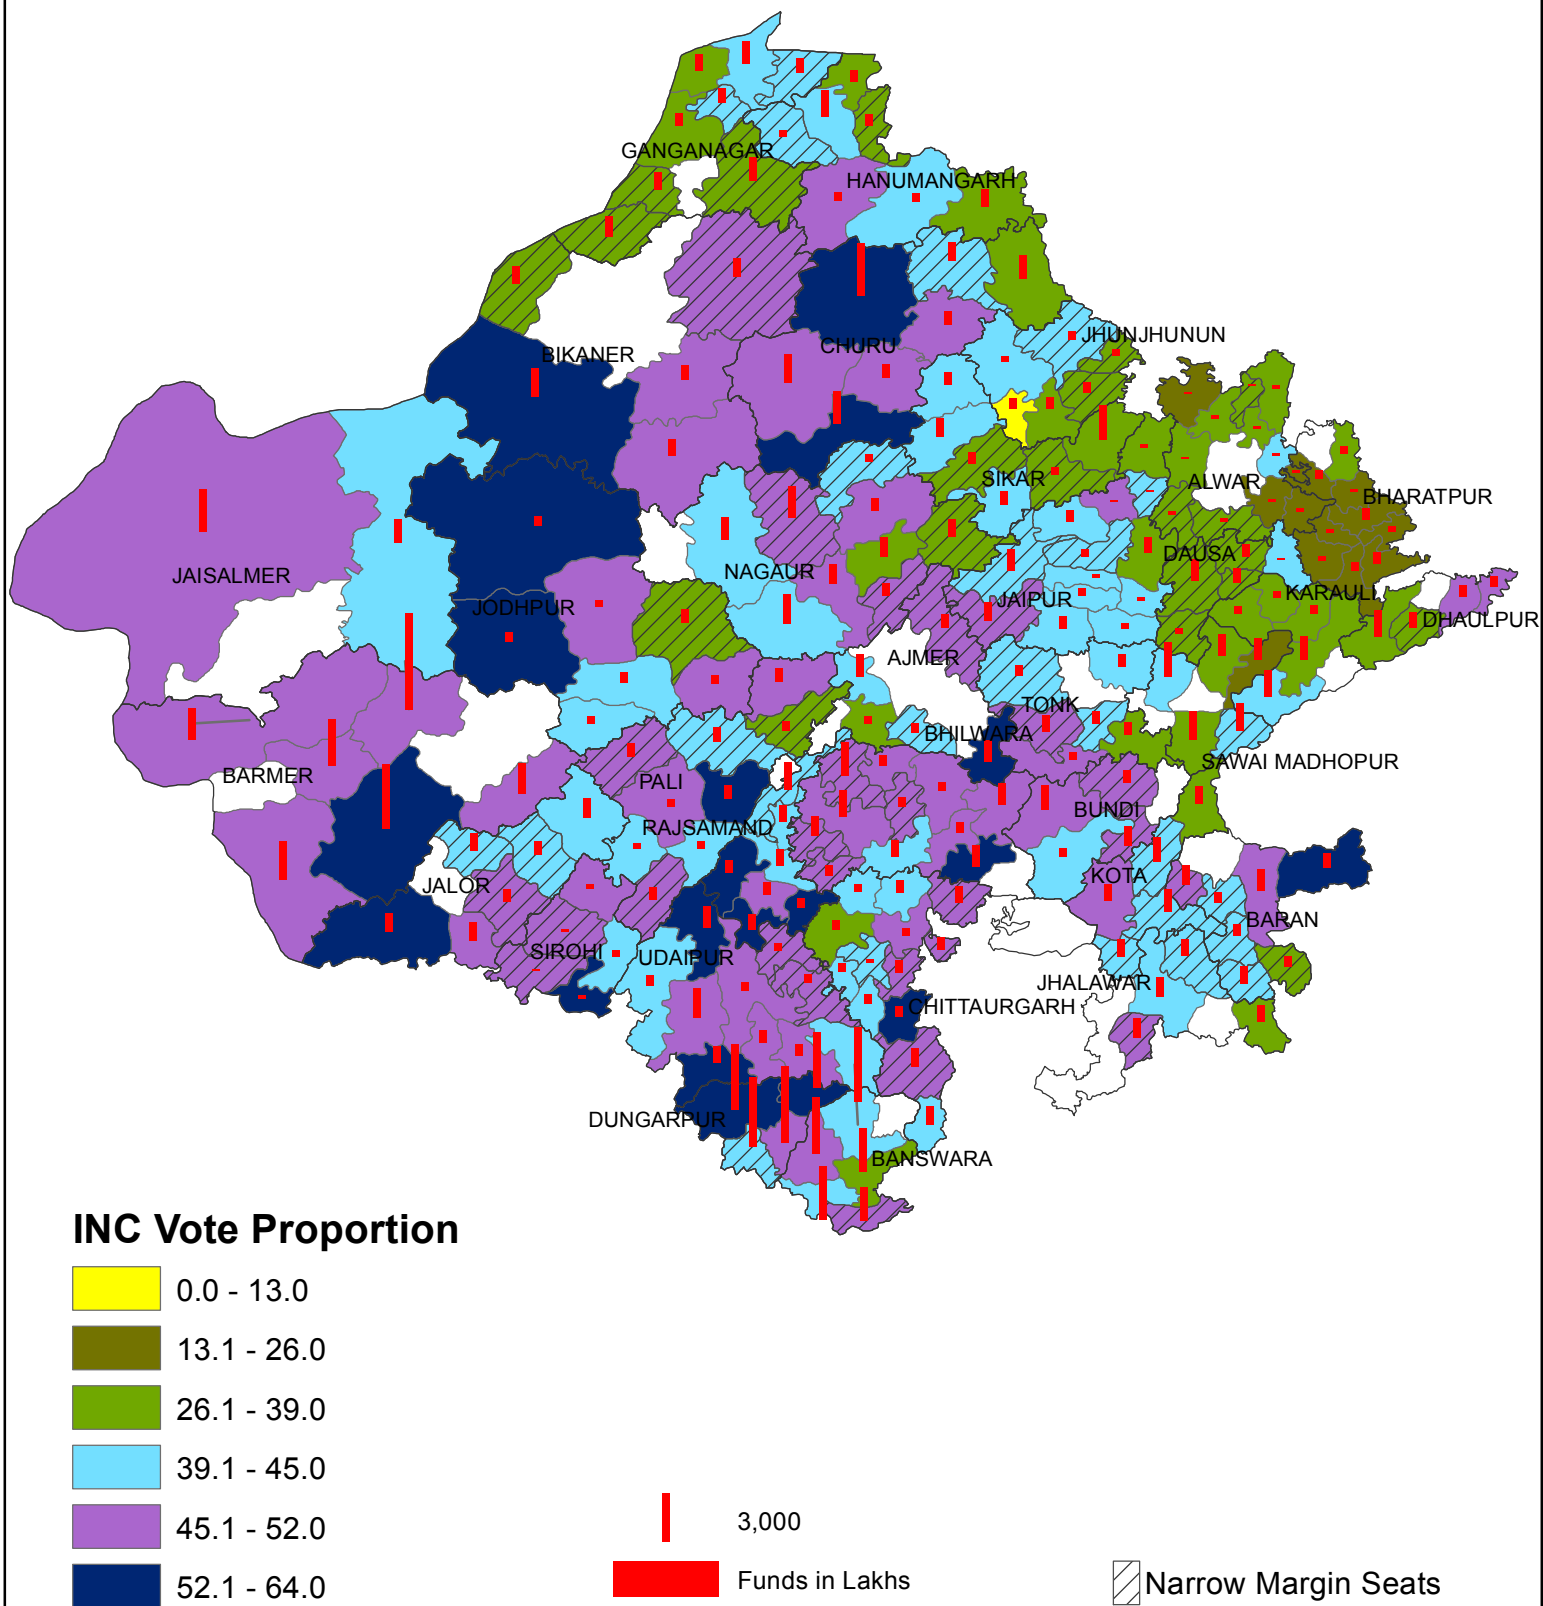 GANGANAGAR
HANUMANGARH
CHURU
JHUNJHUNUN
BIKANER
SIKAR
ALWAR
BHARATPUR
JAISALMER
NAGAUR
DAUSA
JODHPUR
JAIPUR
KARAULI
DHAULPUR
AJMER
TONK
BHILWARA
SAWAI MADHOPUR
BARMER
PALI
BUNDI
RAJSAMAND
JALOR
KOTA
BARAN
SIROHI
UDAIPUR
JHALAWAR
CHITTAURGARH
DUNGARPUR
BANSWARA
INC Vote Proportion
0.0 - 13.0
13.1 - 26.0
26.1 - 39.0
39.1 - 45.0
45.1 - 52.0
52.1 - 64.0
3,000
Funds in Lakhs
Narrow Margin Seats